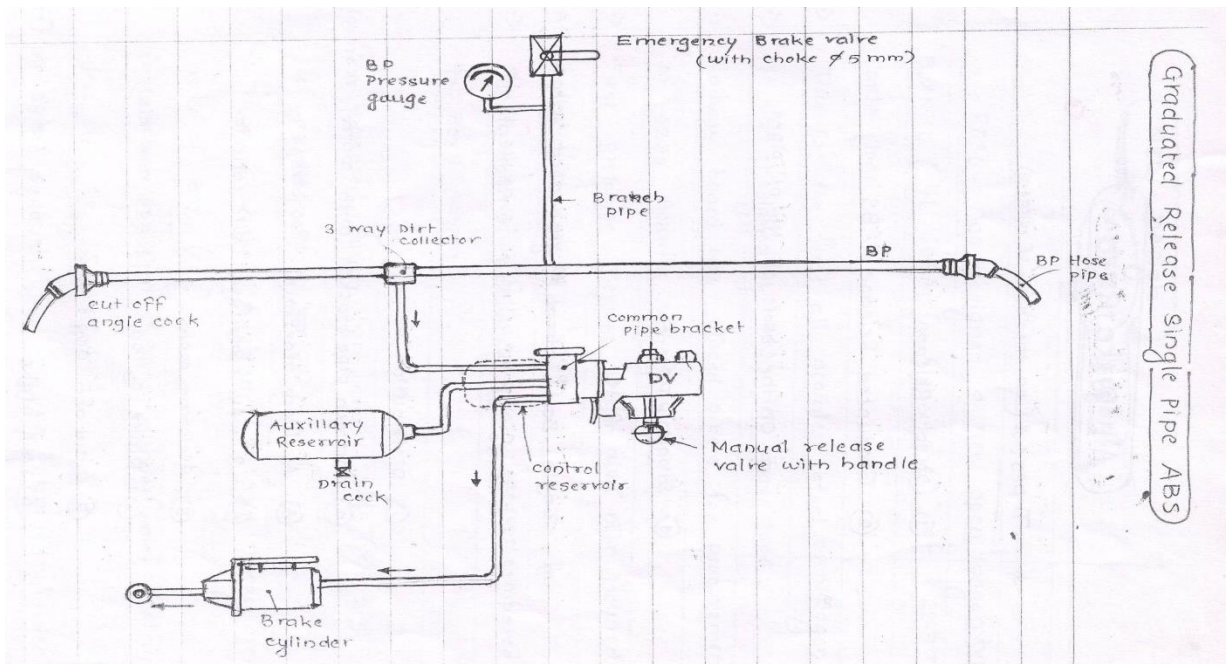 Emergency Brake valve
(with choke ø5mm)
BP
Pressure
gauge
Branch
pipe
3 way Dirt
collector
BP
BP Hose
pipe
cut off
angle cock
common
pipe bracket
DV
Auxillary
Reservoir
Manual release
valve with handle
control
reservoir
Drain
cock
Brake
cylinder
Graduated Release Single Pipe ABS